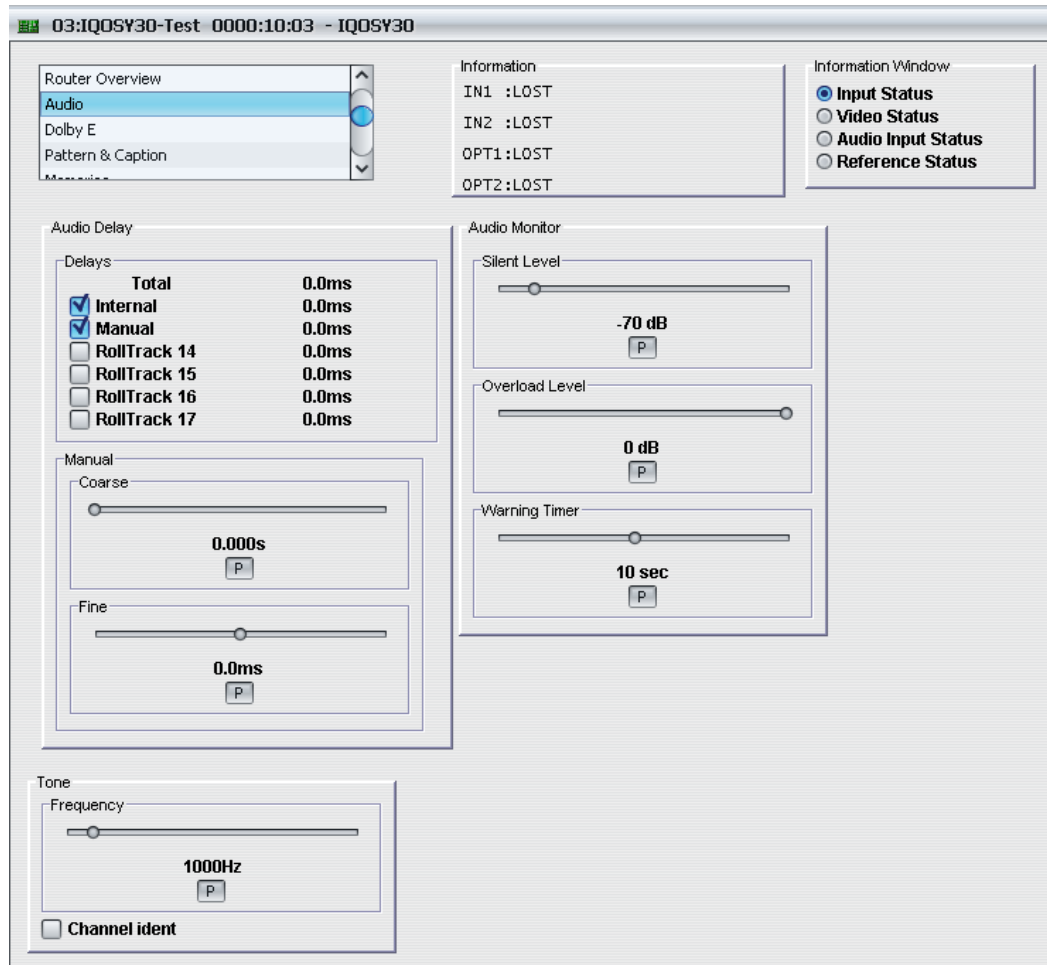 03:IQOSY30-Test 0000:10:03 - IQOSY30
Router Overview
Audio
Dolby E
Pattern & Caption
Memories
Information
IN1 :LOST
IN2 :LOST
OPT1:LOST
OPT2:LOST
Information Window
Input Status
Video Status
Audio Input Status
Reference Status
Audio Delay
Delays
Total 0.0ms
Internal 0.0ms
Manual 0.0ms
RollTrack 14 0.0ms
RollTrack 15 0.0ms
RollTrack 16 0.0ms
RollTrack 17 0.0ms
Manual
Coarse
0.000s
P
Fine
0.0ms
P
Audio Monitor
Silent Level
-70 dB
P
Overload Level
0 dB
P
Warning Timer
10 sec
P
Tone
Frequency
1000Hz
P
Channel ident